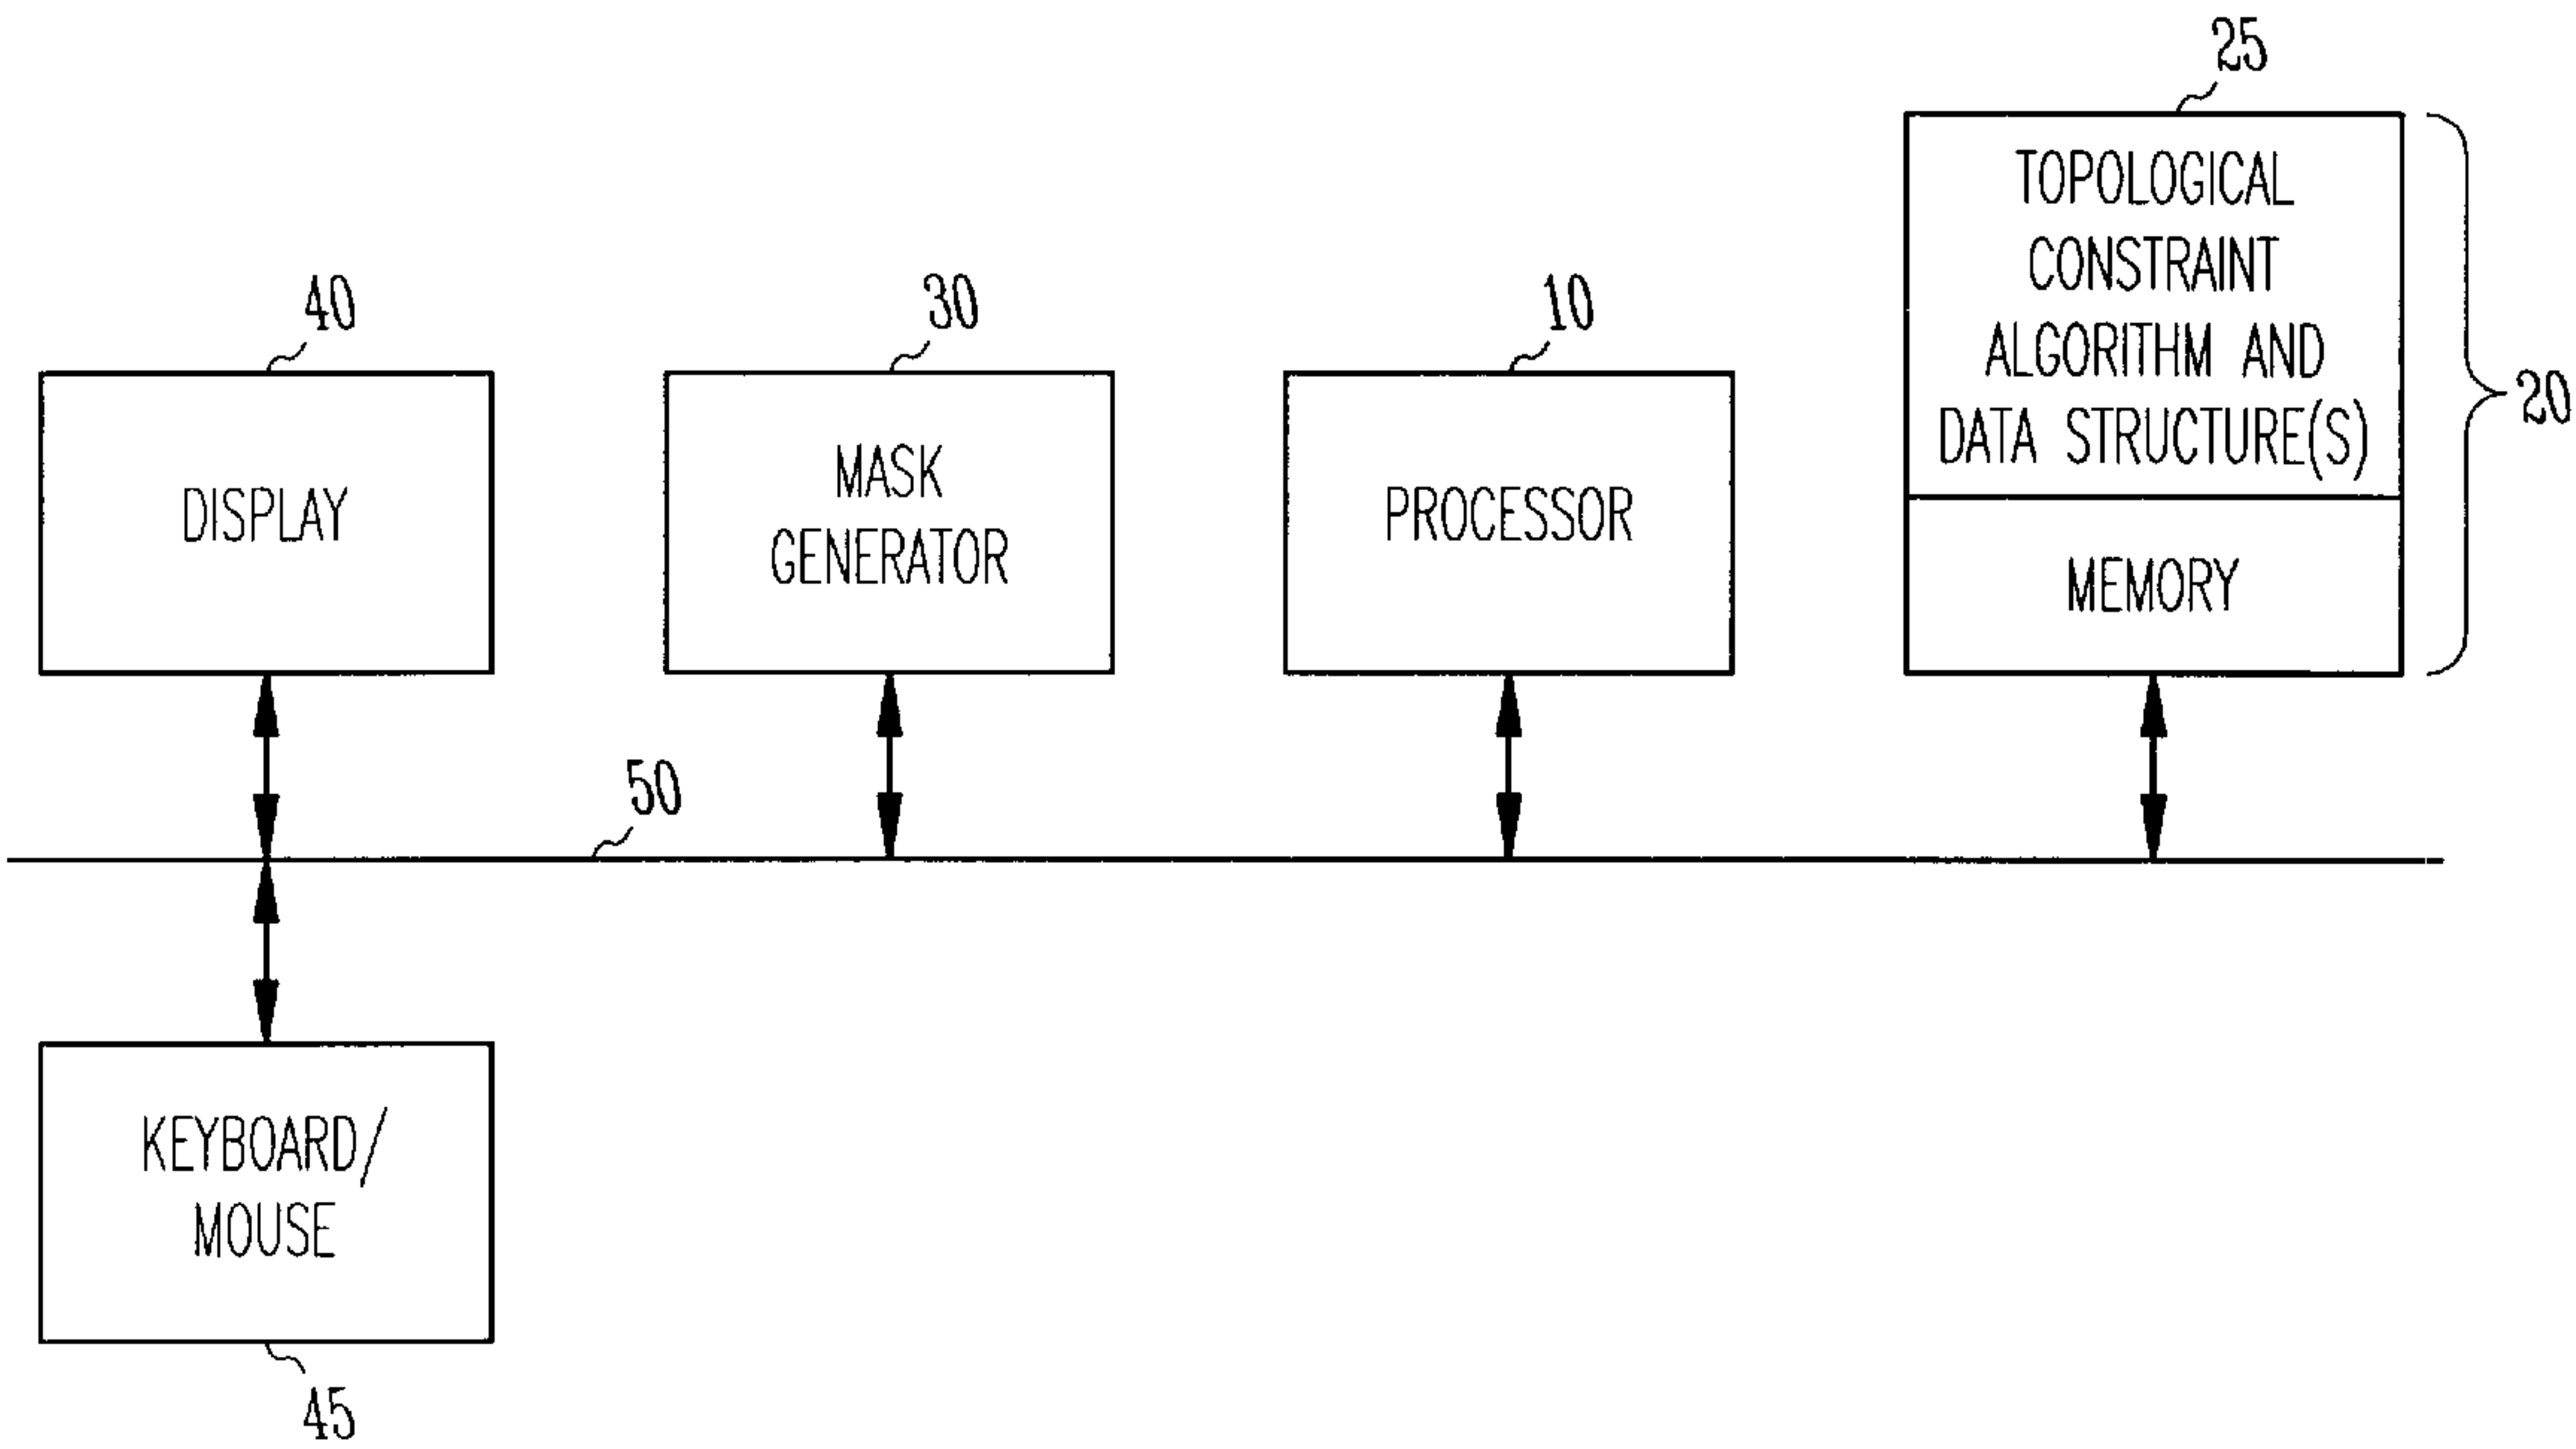 25
TOPOLOGICAL
CONSTRAINT
ALGORITHM AND
DATA STRUCTURE(S)
MEMORY
20
40
DISPLAY
30
MASK
GENERATOR
10
PROCESSOR
50
KEYBOARD/
MOUSE
45